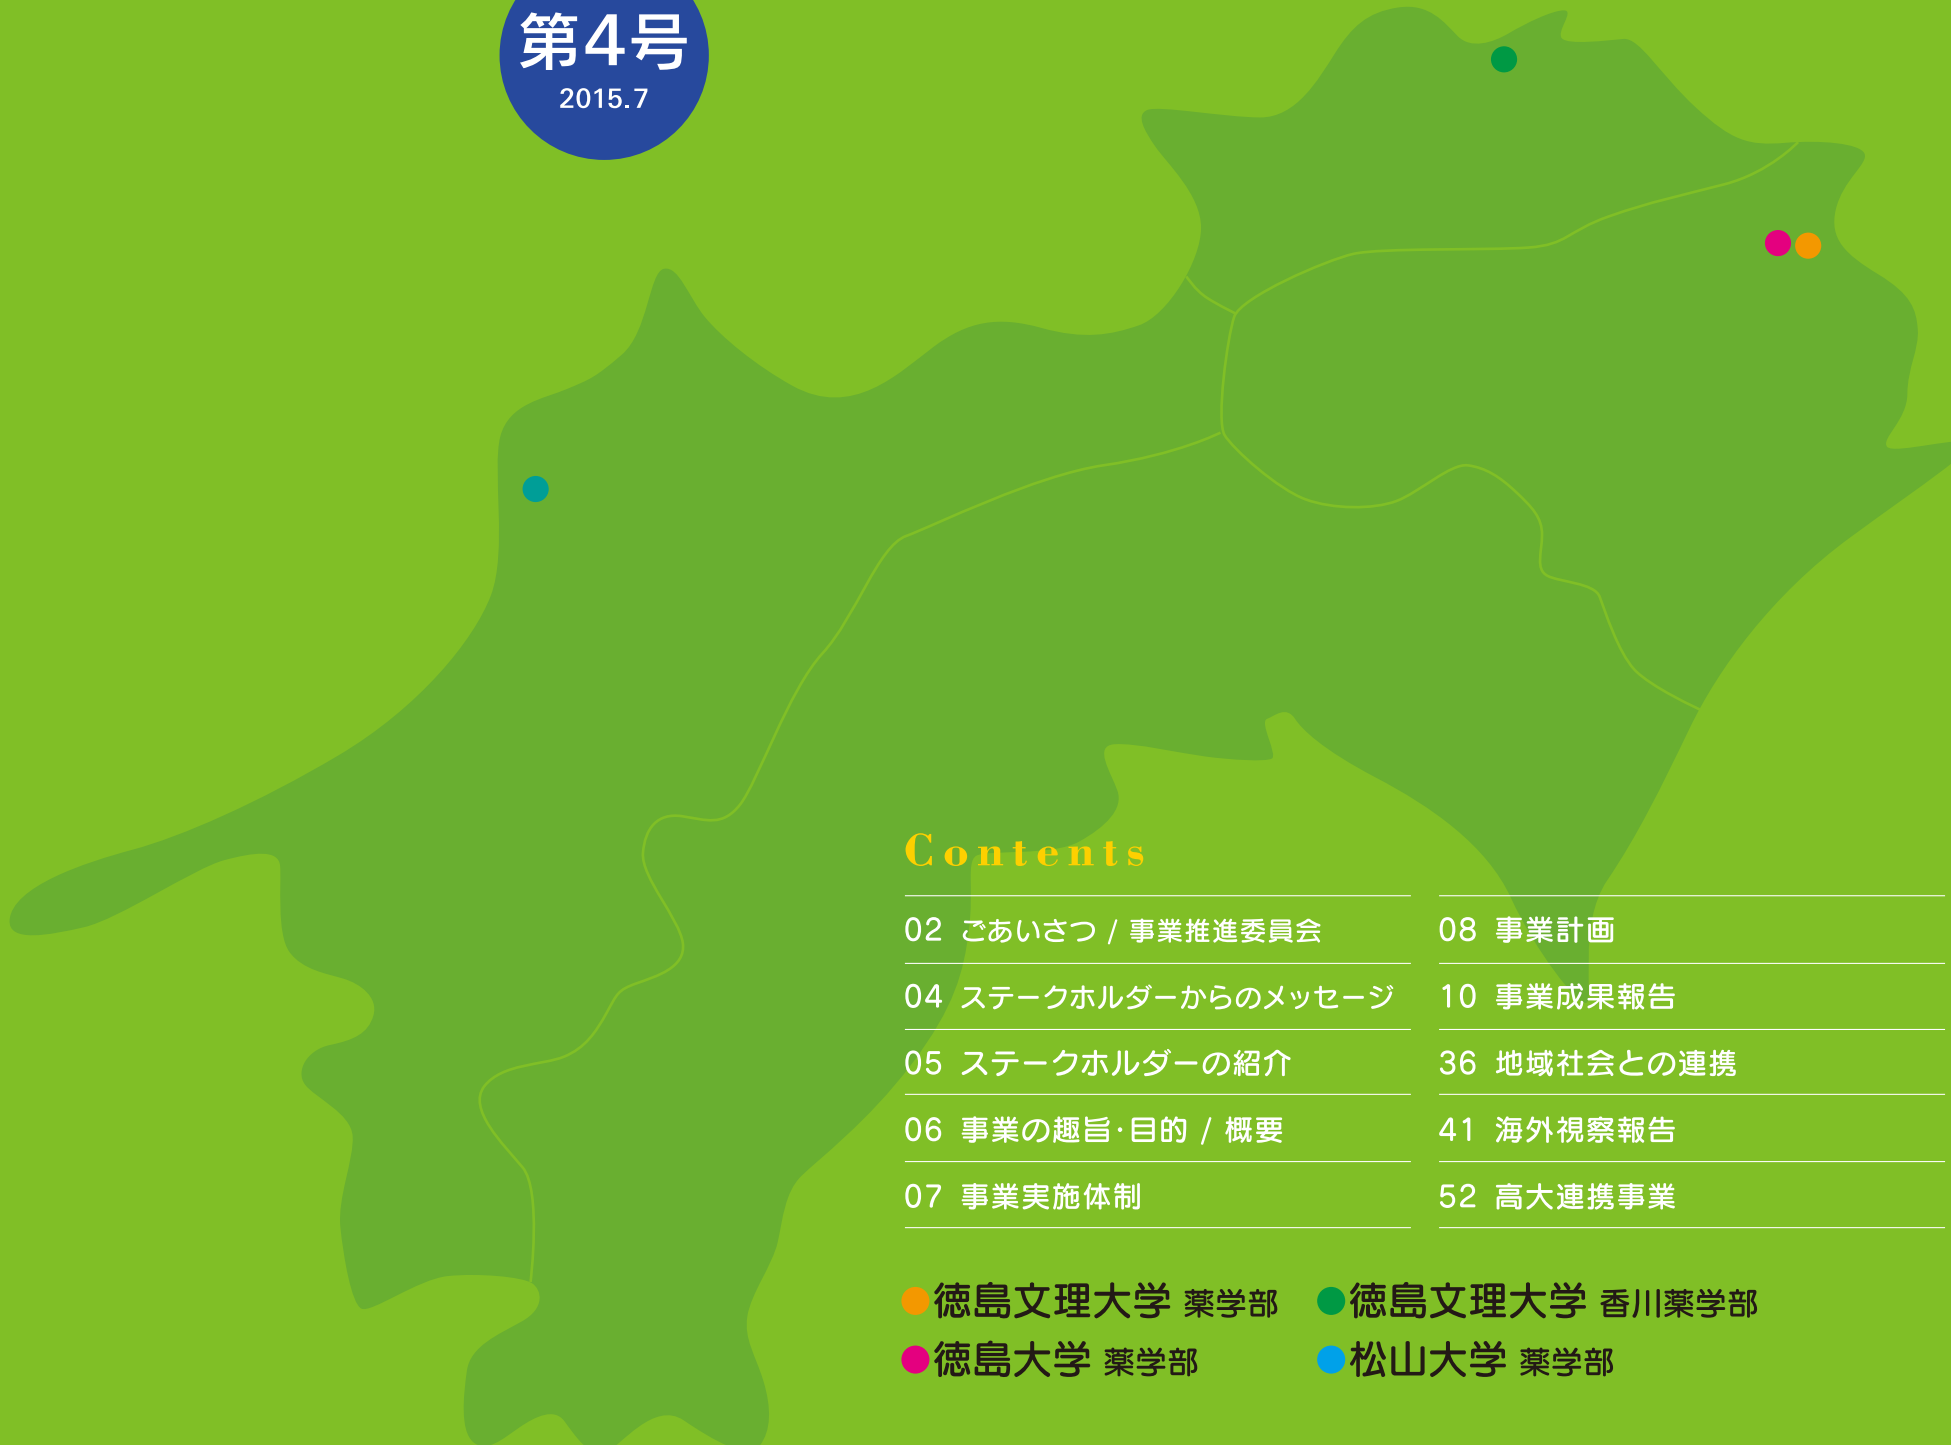 第4号
2015.7
Contents
02 ごあいさつ / 事業推進委員会
04 ステークホルダーからのメッセージ
05 ステークホルダーの紹介
06 事業の趣旨･目的 / 概要
07 事業実施体制
08 事業計画
10 事業成果報告
36 地域社会との連携
41 海外視察報告
52 高大連携事業
徳島文理大学 薬学部
徳島文理大学 香川薬学部
徳島大学 薬学部
松山大学 薬学部